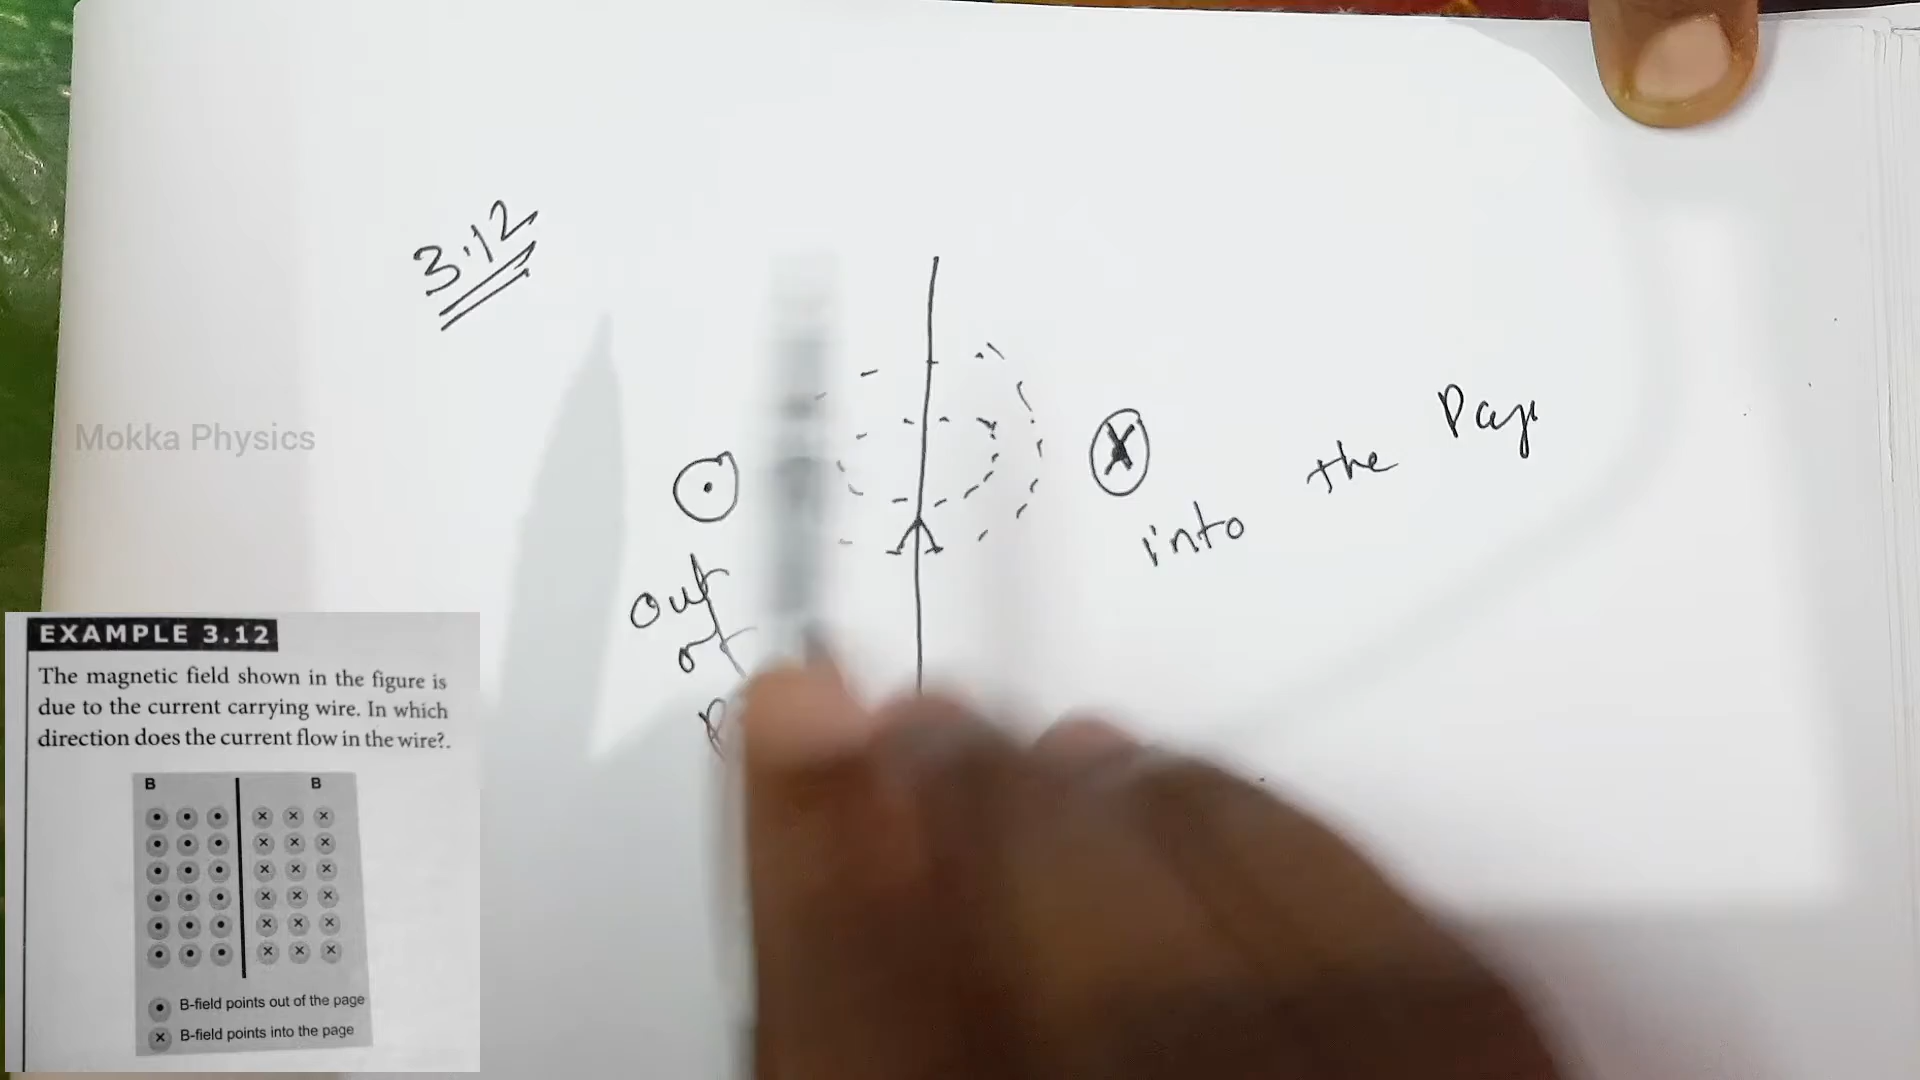 3.12
Mokka Physics
into the Page
out
of
EXAMPLE 3.12
The magnetic field shown in the figure is
due to the current carrying wire. In which
direction does the current flow in the wire?.
B B
B-field points out of the page
B-field points into the page